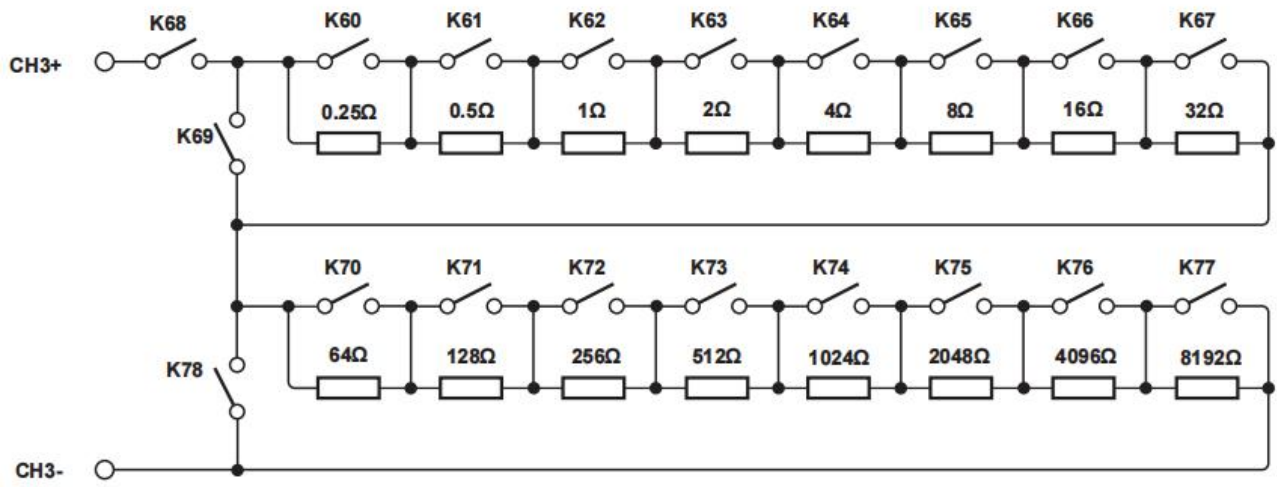 K68 K60 K61 K62 K63 K64 K65 K66 K67
CH3+
0.25Ω 0.5Ω 1Ω 2Ω 4Ω 8Ω 16Ω 32Ω
K69
K70 K71 K72 K73 K74 K75 K76 K77
64Ω 128Ω 256Ω 512Ω 1024Ω 2048Ω 4096Ω 8192Ω
K78
CH3-